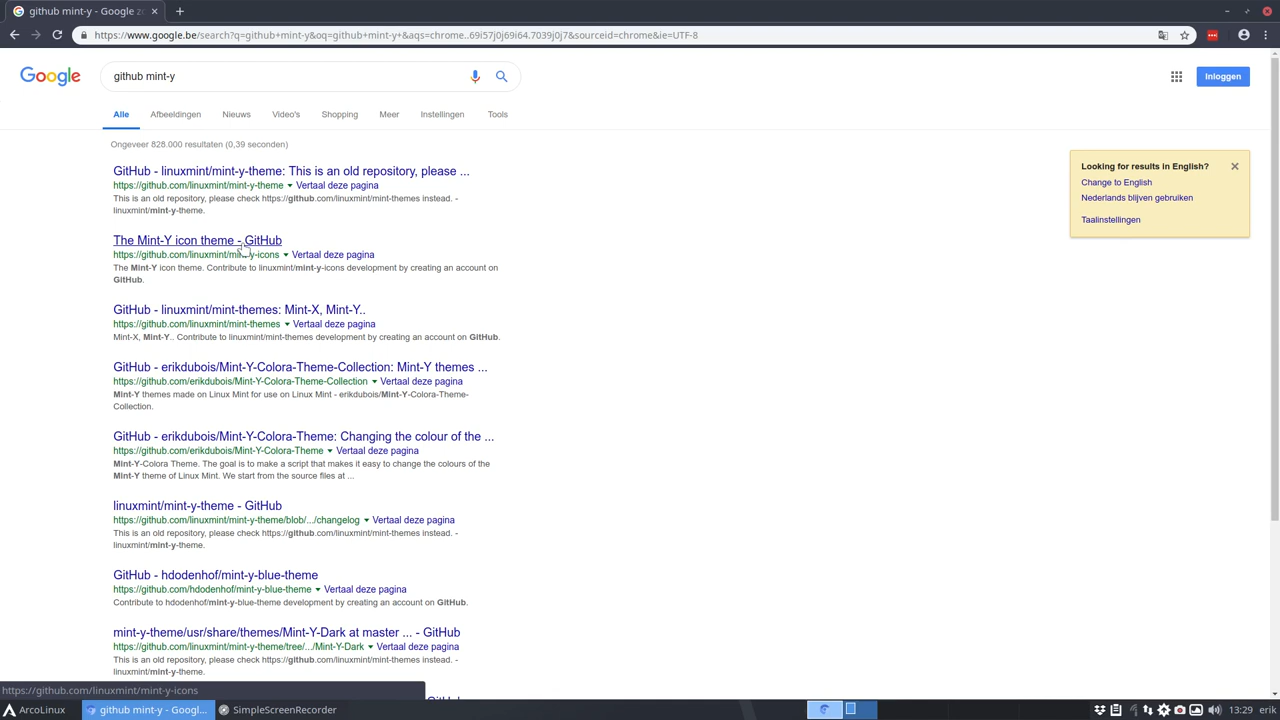 github mint-y - Google zo
https://www.google.be/search?q=github+mint-y&oq=github+mint-y+&aqs=chrome..69i57j0j69i64.7039j0j7&sourceid=chrome&ie=UTF-8
Google
github mint-y
Inloggen
Alle
Afbeeldingen
Nieuws
Video's
Shopping
Meer
Instellingen
Tools
Ongeveer 828.000 resultaten (0,39 seconden)
Looking for results in English?
Change to English
Nederlands blijven gebruiken
Taalinstellingen
GitHub - linuxmint/mint-y-theme: This is an old repository, please ...
https://github.com/linuxmint/mint-y-theme Vertaal deze pagina
This is an old repository, please check https://github.com/linuxmint/mint-themes instead. -
linuxmint/mint-y-theme.
The Mint-Y icon theme - GitHub
https://github.com/linuxmint/mint-y-icons Vertaal deze pagina
The Mint-Y icon theme. Contribute to linuxmint/mint-y-icons development by creating an account on
GitHub.
GitHub - linuxmint/mint-themes: Mint-X, Mint-Y..
https://github.com/linuxmint/mint-themes Vertaal deze pagina
Mint-X, Mint-Y.. Contribute to linuxmint/mint-themes development by creating an account on GitHub.
GitHub - erikdubois/Mint-Y-Colora-Theme-Collection: Mint-Y themes ...
https://github.com/erikdubois/Mint-Y-Colora-Theme-Collection Vertaal deze pagina
Mint-Y themes made on Linux Mint for use on Linux Mint - erikdubois/Mint-Y-Colora-Theme-
Collection.
GitHub - erikdubois/Mint-Y-Colora-Theme: Changing the colour of the ...
https://github.com/erikdubois/Mint-Y-Colora-Theme Vertaal deze pagina
Mint-Y-Colora Theme. The goal is to make a script that makes it easy to change the colours of the
Mint-Y theme of Linux Mint. We start from the source files at ...
linuxmint/mint-y-theme - GitHub
https://github.com/linuxmint/mint-y-theme/blob/.../changelog Vertaal deze pagina
This is an old repository, please check https://github.com/linuxmint/mint-themes instead. -
linuxmint/mint-y-theme.
GitHub - hdodenhof/mint-y-blue-theme
https://github.com/hdodenhof/mint-y-blue-theme Vertaal deze pagina
Contribute to hdodenhof/mint-y-blue-theme development by creating an account on GitHub.
mint-y-theme/usr/share/themes/Mint-Y-Dark at master ... - GitHub
https://github.com/linuxmint/mint-y-theme/tree/.../Mint-Y-Dark Vertaal deze pagina
This is an old repository, please check https://github.com/linuxmint/mint-themes instead. -
linuxmint/mint-y-theme.
https://github.com/linuxmint/mint-y-icons
ArcoLinux
github mint-y - Googl...
SimpleScreenRecorder
13:29 erik